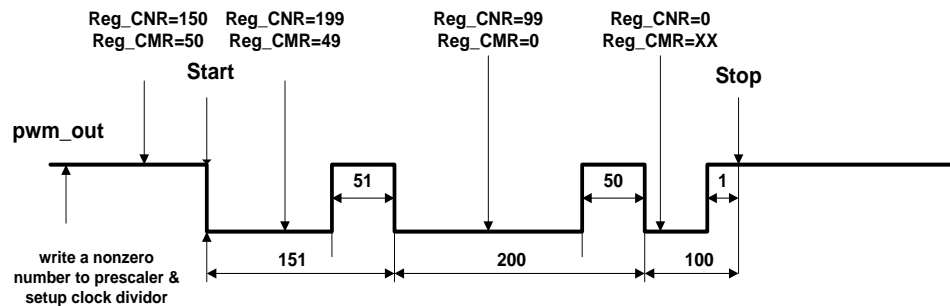 Reg_CNR=150
Reg_CMR=50
Reg_CNR=199
Reg_CMR=49
Reg_CNR=99
Reg_CMR=0
Reg_CNR=0
Reg_CMR=XX
Start
Stop
pwm_out
51
50
1
151
200
100
write a nonzero
number to prescaler &
setup clock dividor